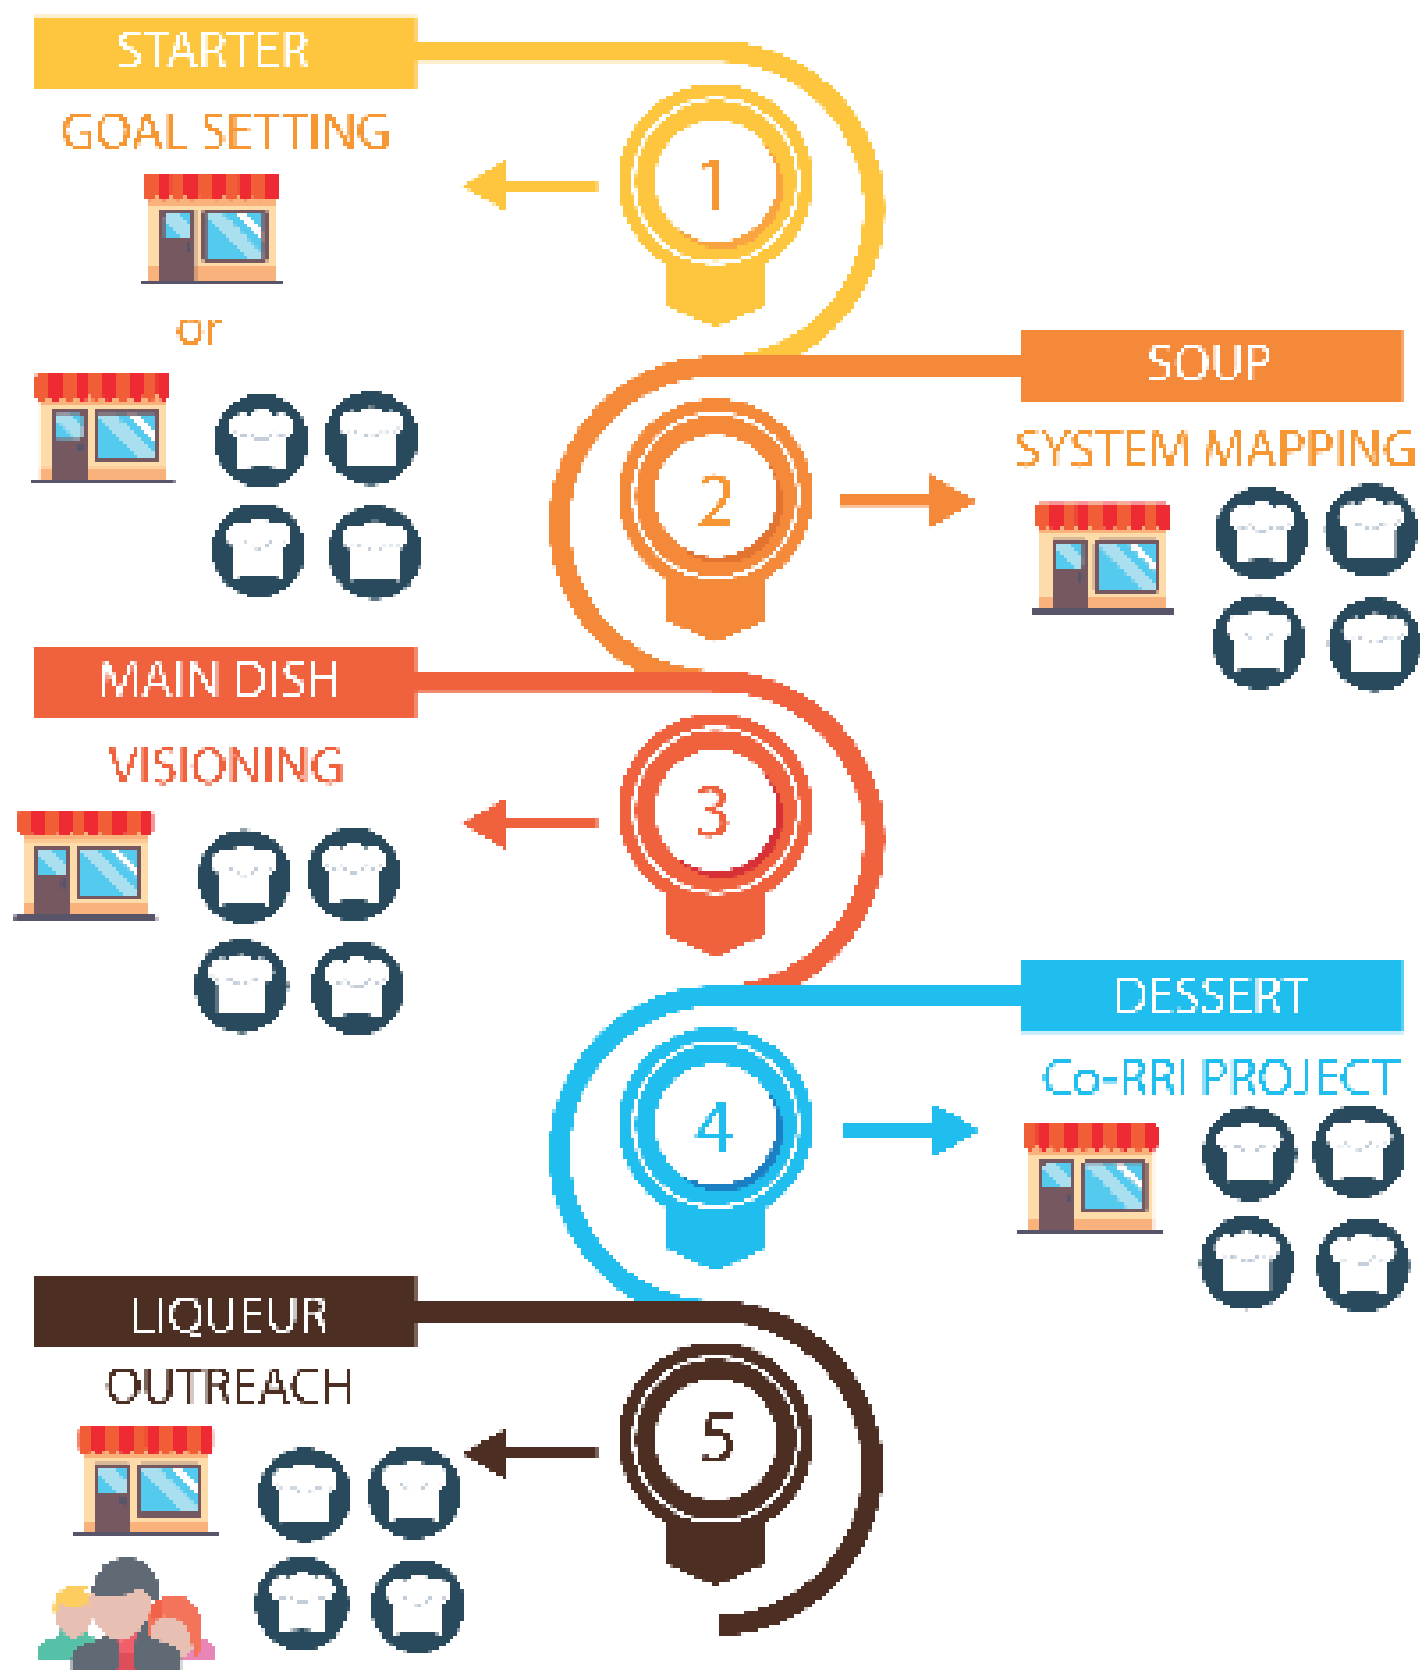 STARTER
GOAL SETTING
1
or
SOUP
SYSTEM MAPPING
2
MAIN DISH
VISIONING
3
DESSERT
Co-RRI PROJECT
4
LIQUEUR
OUTREACH
5